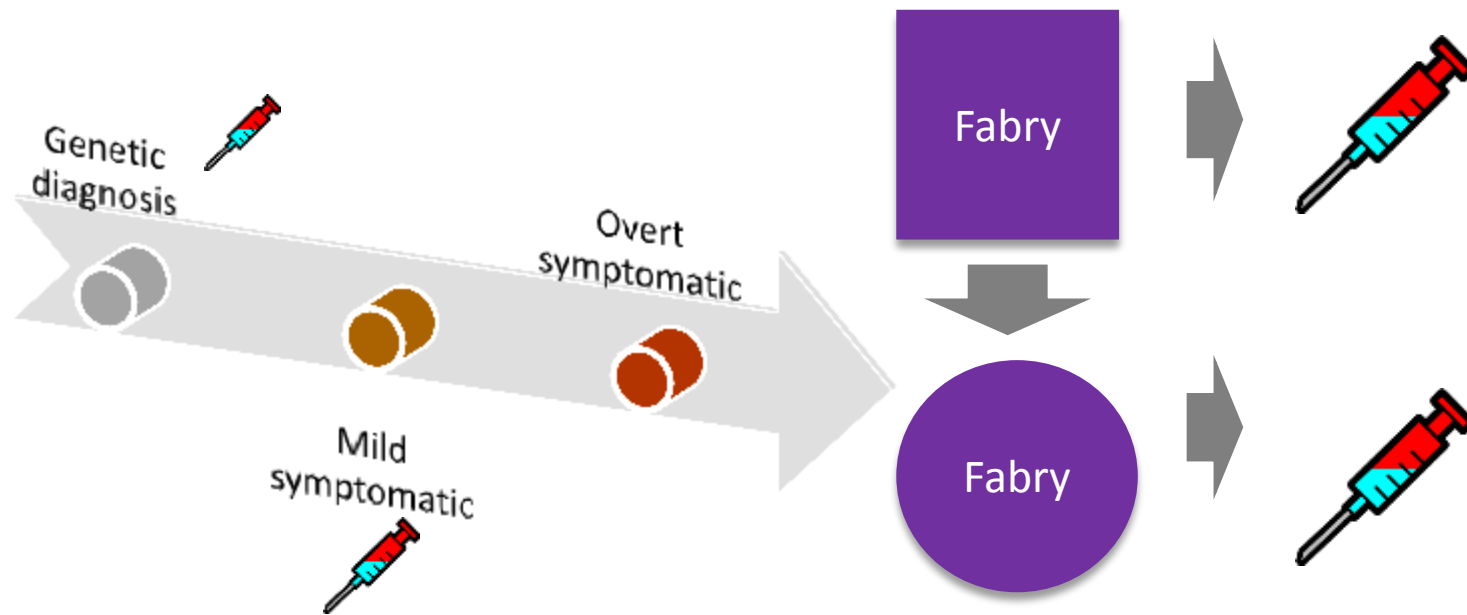 Genetic
diagnosis
Mild
symptomatic
Overt
symptomatic
Fabry
Fabry